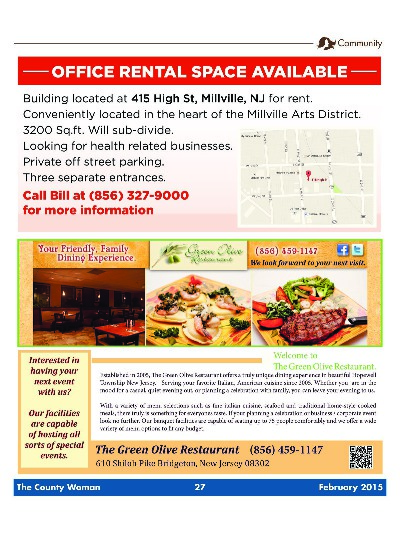 Community
OFFICE RENTAL SPACE AVAILABLE
Building located at 415 High St, Millville, NJ for rent.
Conveniently located in the heart of the Millville Arts District.
3200 Sq.ft. Will sub-divide.
Looking for health related businesses.
Private off street parking.
Three separate entrances.
Call Bill at (856) 327-9000
for more information
Your Friendly, Family
Dining Experience.
Green Olive
Restaurant
(856) 459-1147
We look forward to your next visit.
Interested in
having your
next event
with us?
Our facilities
are capable
of hosting all
sorts of special
events.
Welcome to
The Green Olive Restaurant.
Established in 2005, The Green Olive Restaurant offers a truly unique dining experience in beautiful Hopewell
Township New Jersey. Serving your favorite Italian, American cuisine since 2005. Whether you are in the
mood for a casual, quiet evening out, or planning a celebration with family, you can leave your evening to us.
With a variety of menu selections such as fine italian cuisine, seafood and traditional home-style cooked
meals, there truly is something for everyones taste. If your planning a celebration or business corporate event
look no further. Our banquet facilities are capable of seating up to 75 people comfortably and we offer a wide
variety of menu options to fit any budget.
The Green Olive Restaurant (856) 459-1147
610 Shiloh Pike Bridgeton, New Jersey 08302
The County Woman 27 February 2015